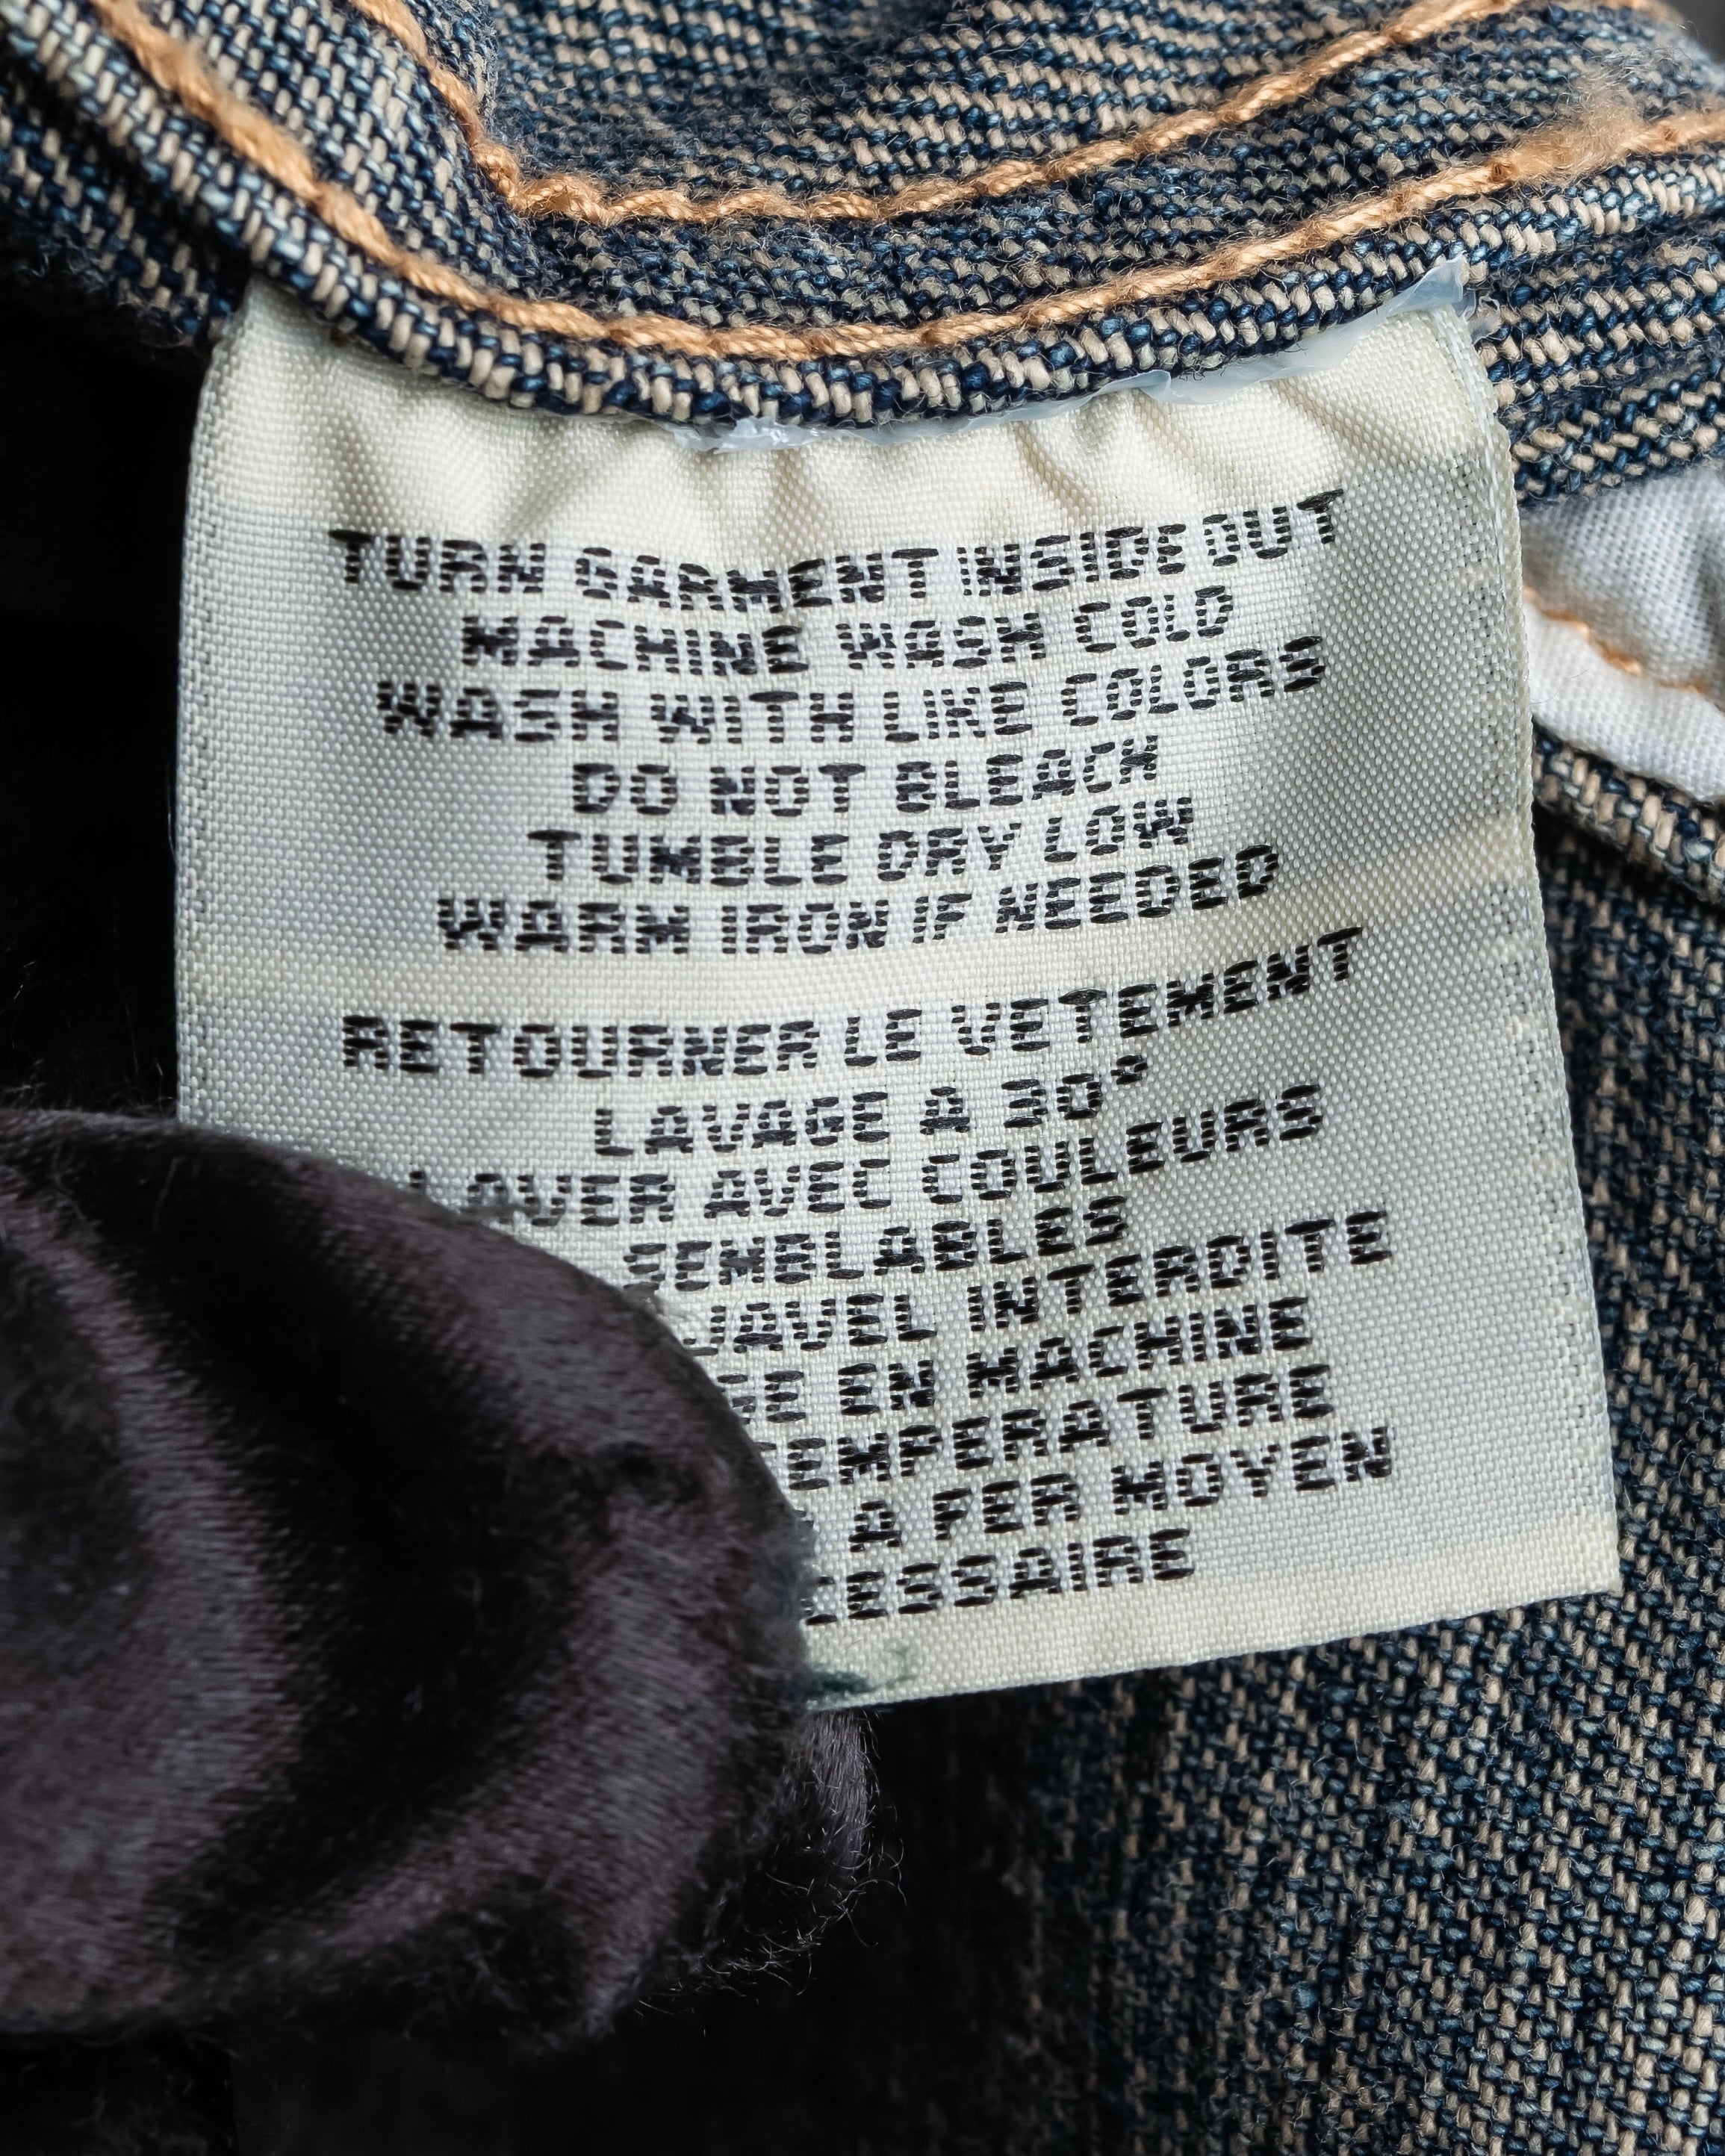 TURN GARMENT INSIDE OUT
MACHINE WASH COLD
WASH WITH LIKE COLORS
DO NOT BLEACH
TUMBLE DRY LOW
WARM IRON IF NEEDED
RETOURNER LE VETEMENT
LAVAGE A 30°
LAVER AVEC COULEURS
SEMBLABLES
JAVEL INTERDITE
EN MACHINE
TEMPERATURE
A FER MOYEN